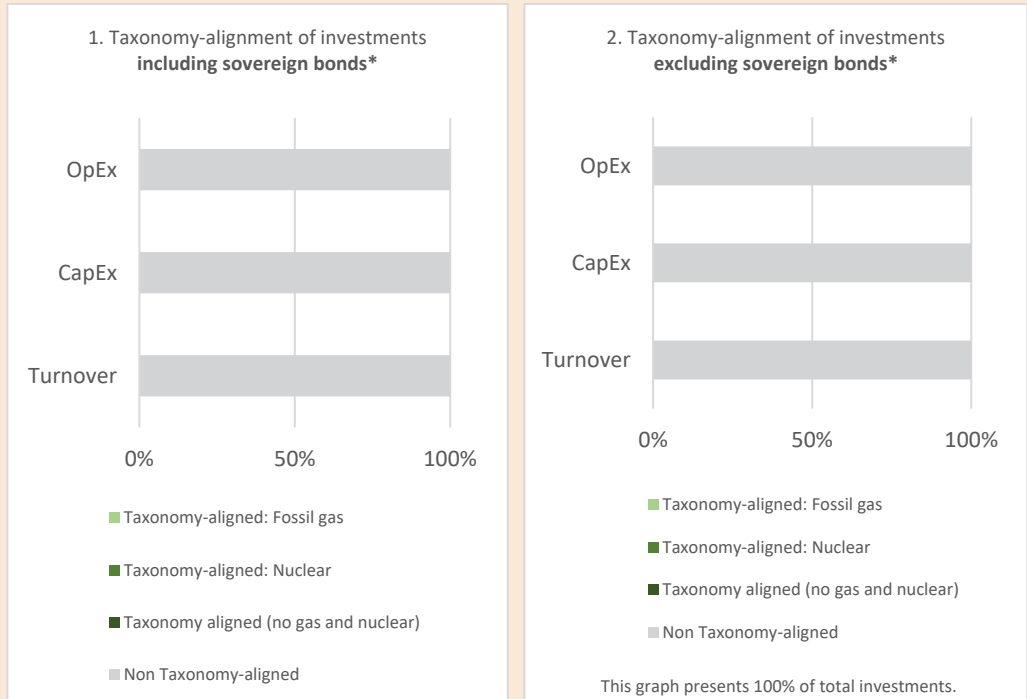 1. Taxonomy-alignment of investments
including sovereign bonds*
OpEx
CapEx
Turnover
0% 50% 100%
Taxonomy-aligned: Fossil gas
Taxonomy-aligned: Nuclear
Taxonomy aligned (no gas and nuclear)
Non Taxonomy-aligned
2. Taxonomy-alignment of investments
excluding sovereign bonds*
OpEx
CapEx
Turnover
0% 50% 100%
Taxonomy-aligned: Fossil gas
Taxonomy-aligned: Nuclear
Taxonomy aligned (no gas and nuclear)
Non Taxonomy-aligned
This graph presents 100% of total investments.